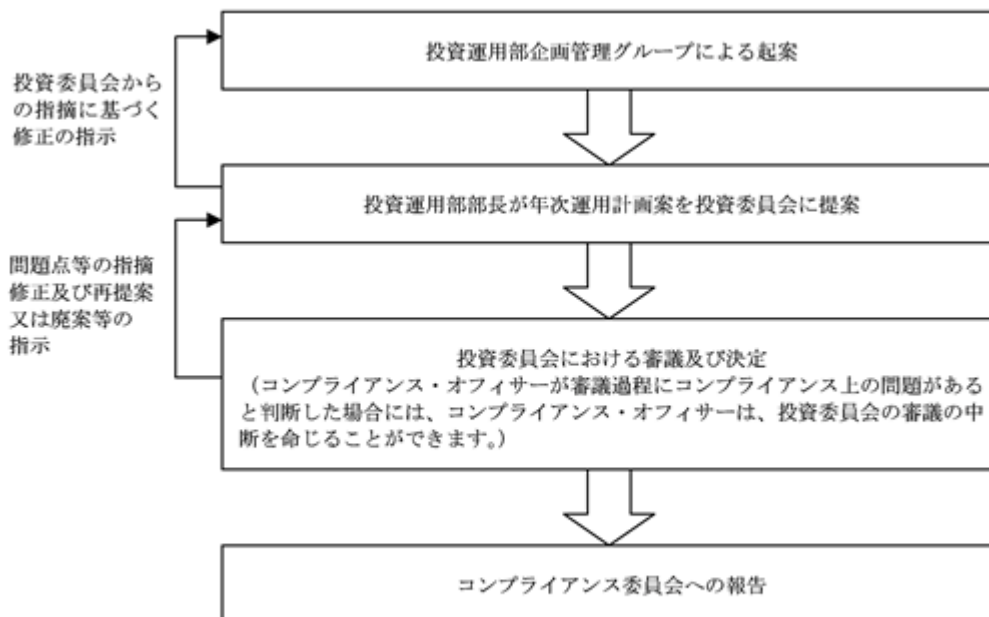 投資運用部企画管理グループによる起案
投資委員会から
の指摘に基づく
修正の指示
投資運用部部長が年次運用計画案を投資委員会に提案
問題点等の指摘
修正及び再提案
又は廃案等の
指示
投資委員会における審議及び決定
（コンプライアンス・オフィサーが審議過程にコンプライアンス上の問題がある
と判断した場合には、コンプライアンス・オフィサーは、投資委員会の審議の中
断を命じることができます。）
コンプライアンス委員会への報告